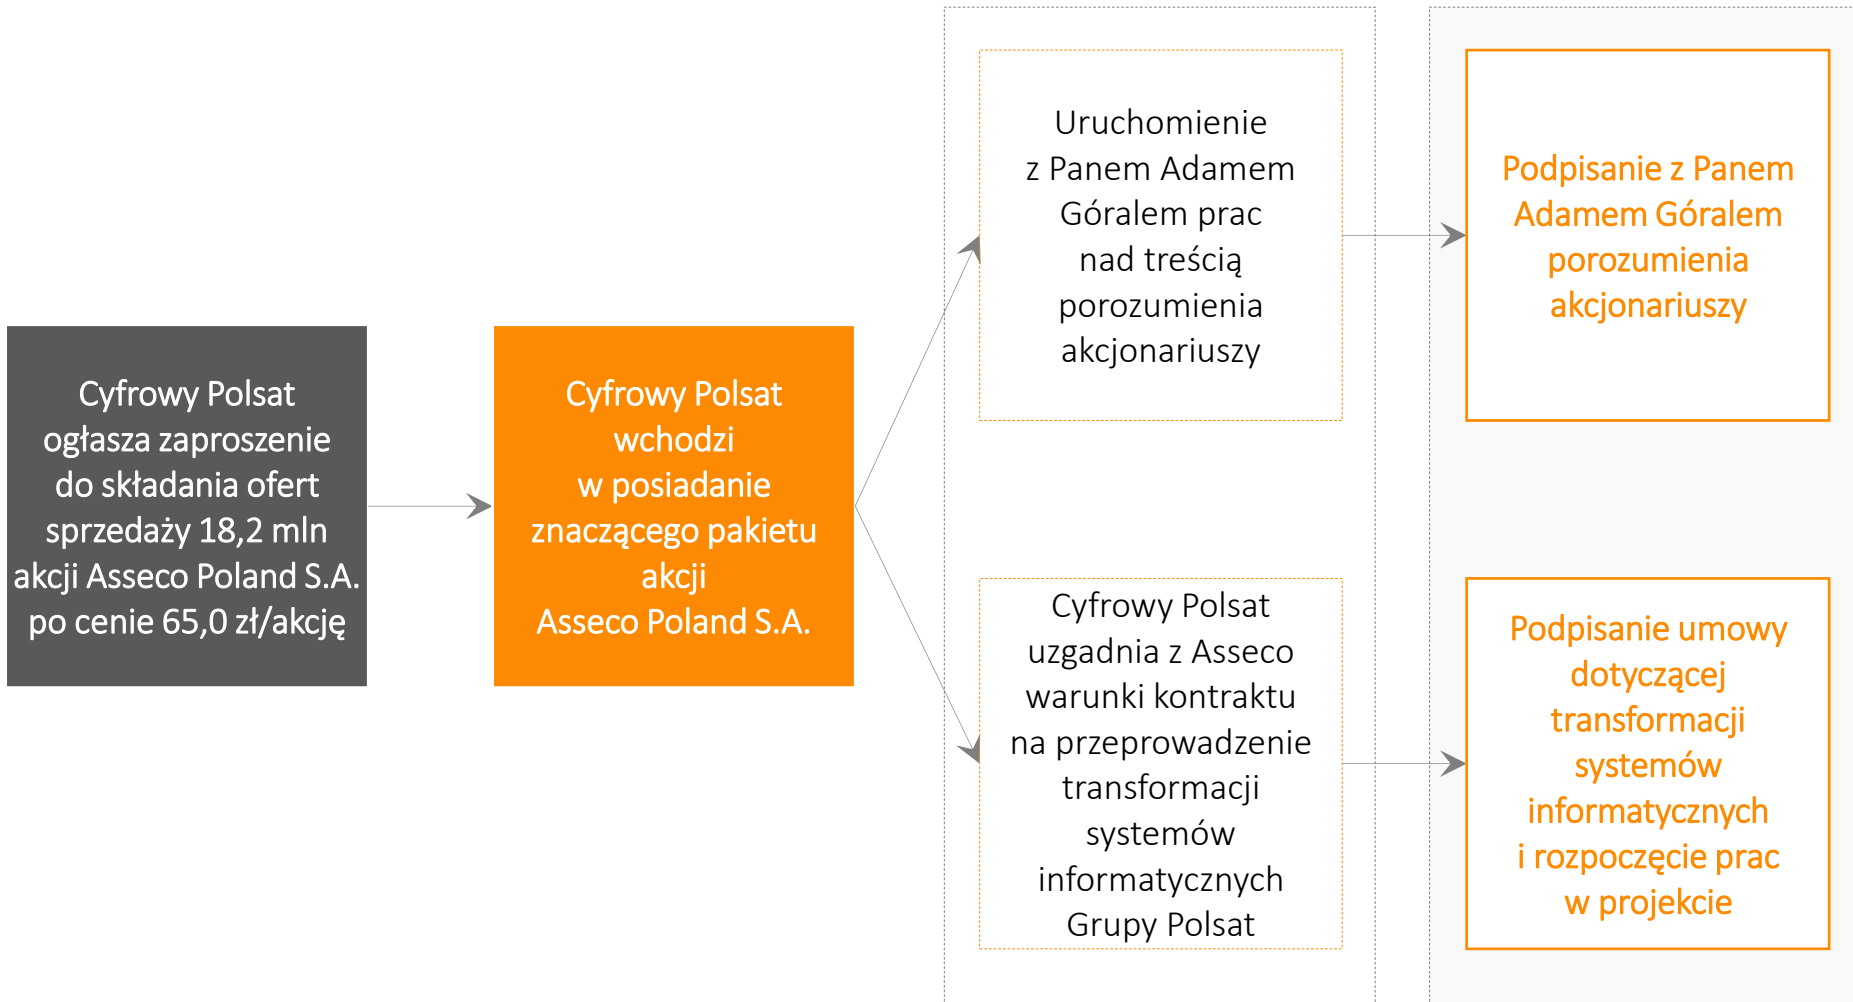 Cyfrowy Polsat
ogłasza zaproszenie
do składania ofert
sprzedaży 18,2 mln
akcji Asseco Poland S.A.
po cenie 65,0 zł/akcję
Cyfrowy Polsat
wchodzi
w posiadanie
znaczącego pakietu
akcji
Asseco Poland S.A.
Uruchomienie
z Panem Adamem
Góralem prac
nad treścią
porozumienia
akcjonariuszy
Podpisanie z Panem
Adamem Góralem
porozumienia
akcjonariuszy
Cyfrowy Polsat
uzgadnia z Asseco
warunki kontraktu
na przeprowadzenie
transformacji
systemów
informatycznych
Grupy Polsat
Podpisanie umowy
dotyczącej
transformacji
systemów
informatycznych
i rozpoczęcie prac
w projekcie